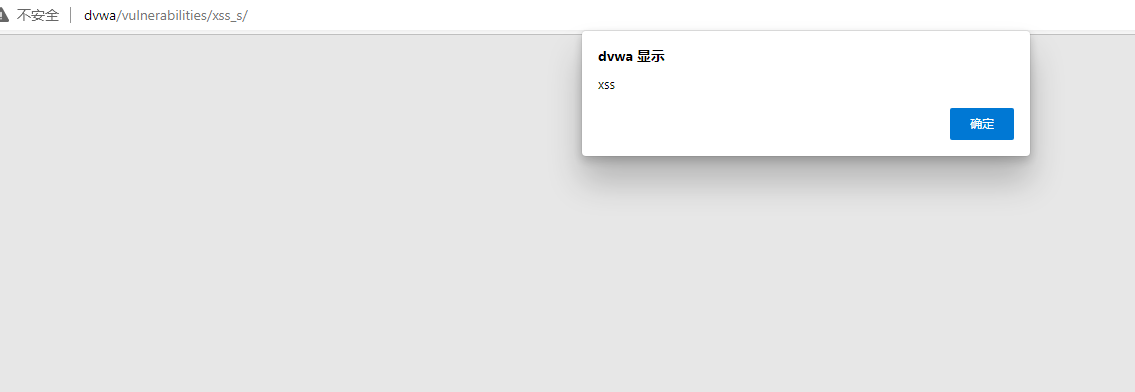 不安全 dvwa/vulnerabilities/xss_s/
dvwa 显示
xss
确定